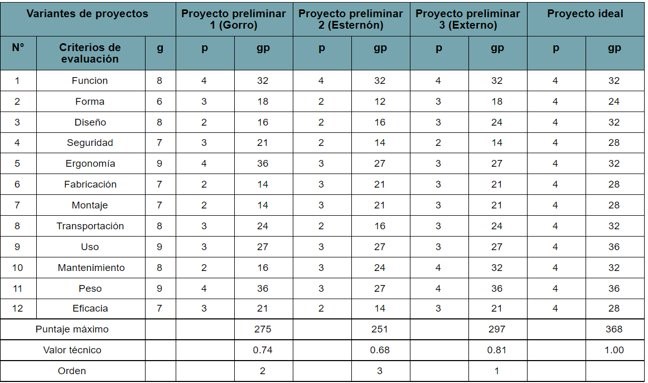 Variantes de proyectos Proyecto preliminar 1 (Gorro) Proyecto preliminar 2 (Esternón) Proyecto preliminar 3 (Externo) Proyecto ideal
Nº Criterios de evaluación g p gp p gp p gp p gp
1 Funcion 8 4 32 4 32 4 32 4 32
2 Forma 6 3 18 2 12 3 18 4 24
3 Diseño 8 2 16 2 16 3 24 4 32
4 Seguridad 7 3 21 2 14 2 14 4 28
5 Ergonomía 9 4 36 3 27 3 27 4 32
6 Fabricación 7 2 14 3 21 3 21 4 28
7 Montaje 7 2 14 3 21 3 21 4 28
8 Transportación 8 3 24 2 16 3 24 4 32
9 Uso 9 3 27 3 27 3 27 4 36
10 Mantenimiento 8 2 16 3 24 4 32 4 32
11 Peso 9 4 36 3 27 4 36 4 36
12 Eficacia 7 3 21 2 14 3 21 4 28
Puntaje máximo 275 251 297 368
Valor técnico 0.74 0.68 0.81 1.00
Orden 2 3 1